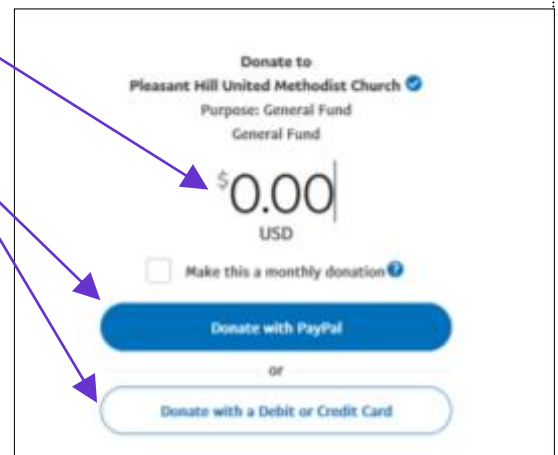 Donate to
Pleasant Hill United Methodist Church
Purpose: General Fund
General Fund
$0.00
USD
Make this a monthly donation ?
Donate with PayPal
or
Donate with a Debit or Credit Card